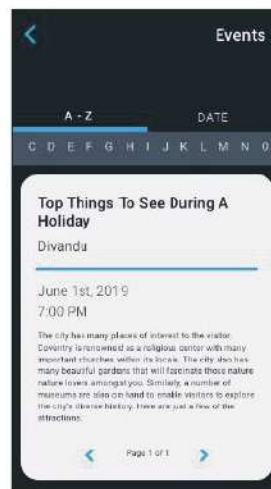 Events
A - Z DATE
C D E F G H I J K L M N O
Top Things To See During A
Holiday
Divandu
June 1st, 2019
7:00 PM
The city has many places of interest to the visitor.
Coventry is renowned as a religious center with many
important churches within its locale. The city also has
many beautiful gardens that will fascinate those nature
nature lovers amongst you. Similarly, a number of
museums are also on hand to enable visitors to explore
the city's diverse history. Here are just a few of the
attractions.
Page 1 of 1